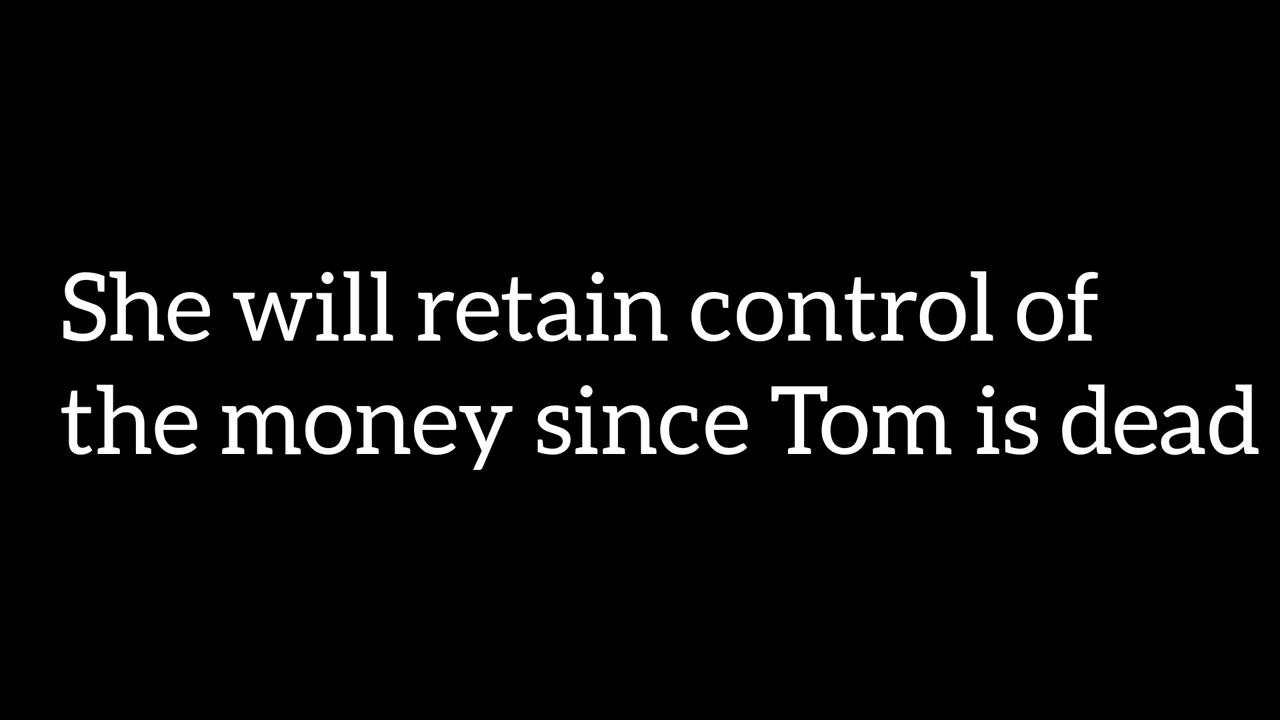 She will retain control of
the money since Tom is dead